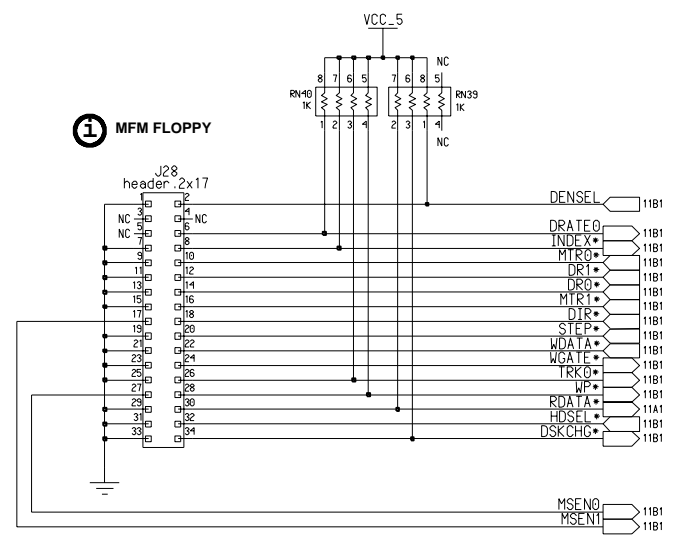 VCC_5
8 7 6 5
7 6 8 5
NC
RN40
1K
RN39
1K
1 2 3 4
2 3 1 4
NC
i MFM FLOPPY
J28
header.2x17
1 2
DENSEL 11B1
NC 3 4 NC
NC 5 6
DRATE0 11B1
7 8
INDEX* 11B1
9 10
MTR0* 11B1
11 12
DR1* 11B1
13 14
DR0* 11B1
15 16
MTR1* 11B1
17 18
DIR* 11B1
19 20
STEP* 11B1
21 22
WDATA* 11B1
23 24
WGATE* 11B1
25 26
TRK0* 11B1
27 28
WP* 11B1
29 30
RDATA* 11A1
31 32
HDSEL* 11B1
33 34
DSKCHG* 11B1
MSEN0 11B1
MSEN1 11B1